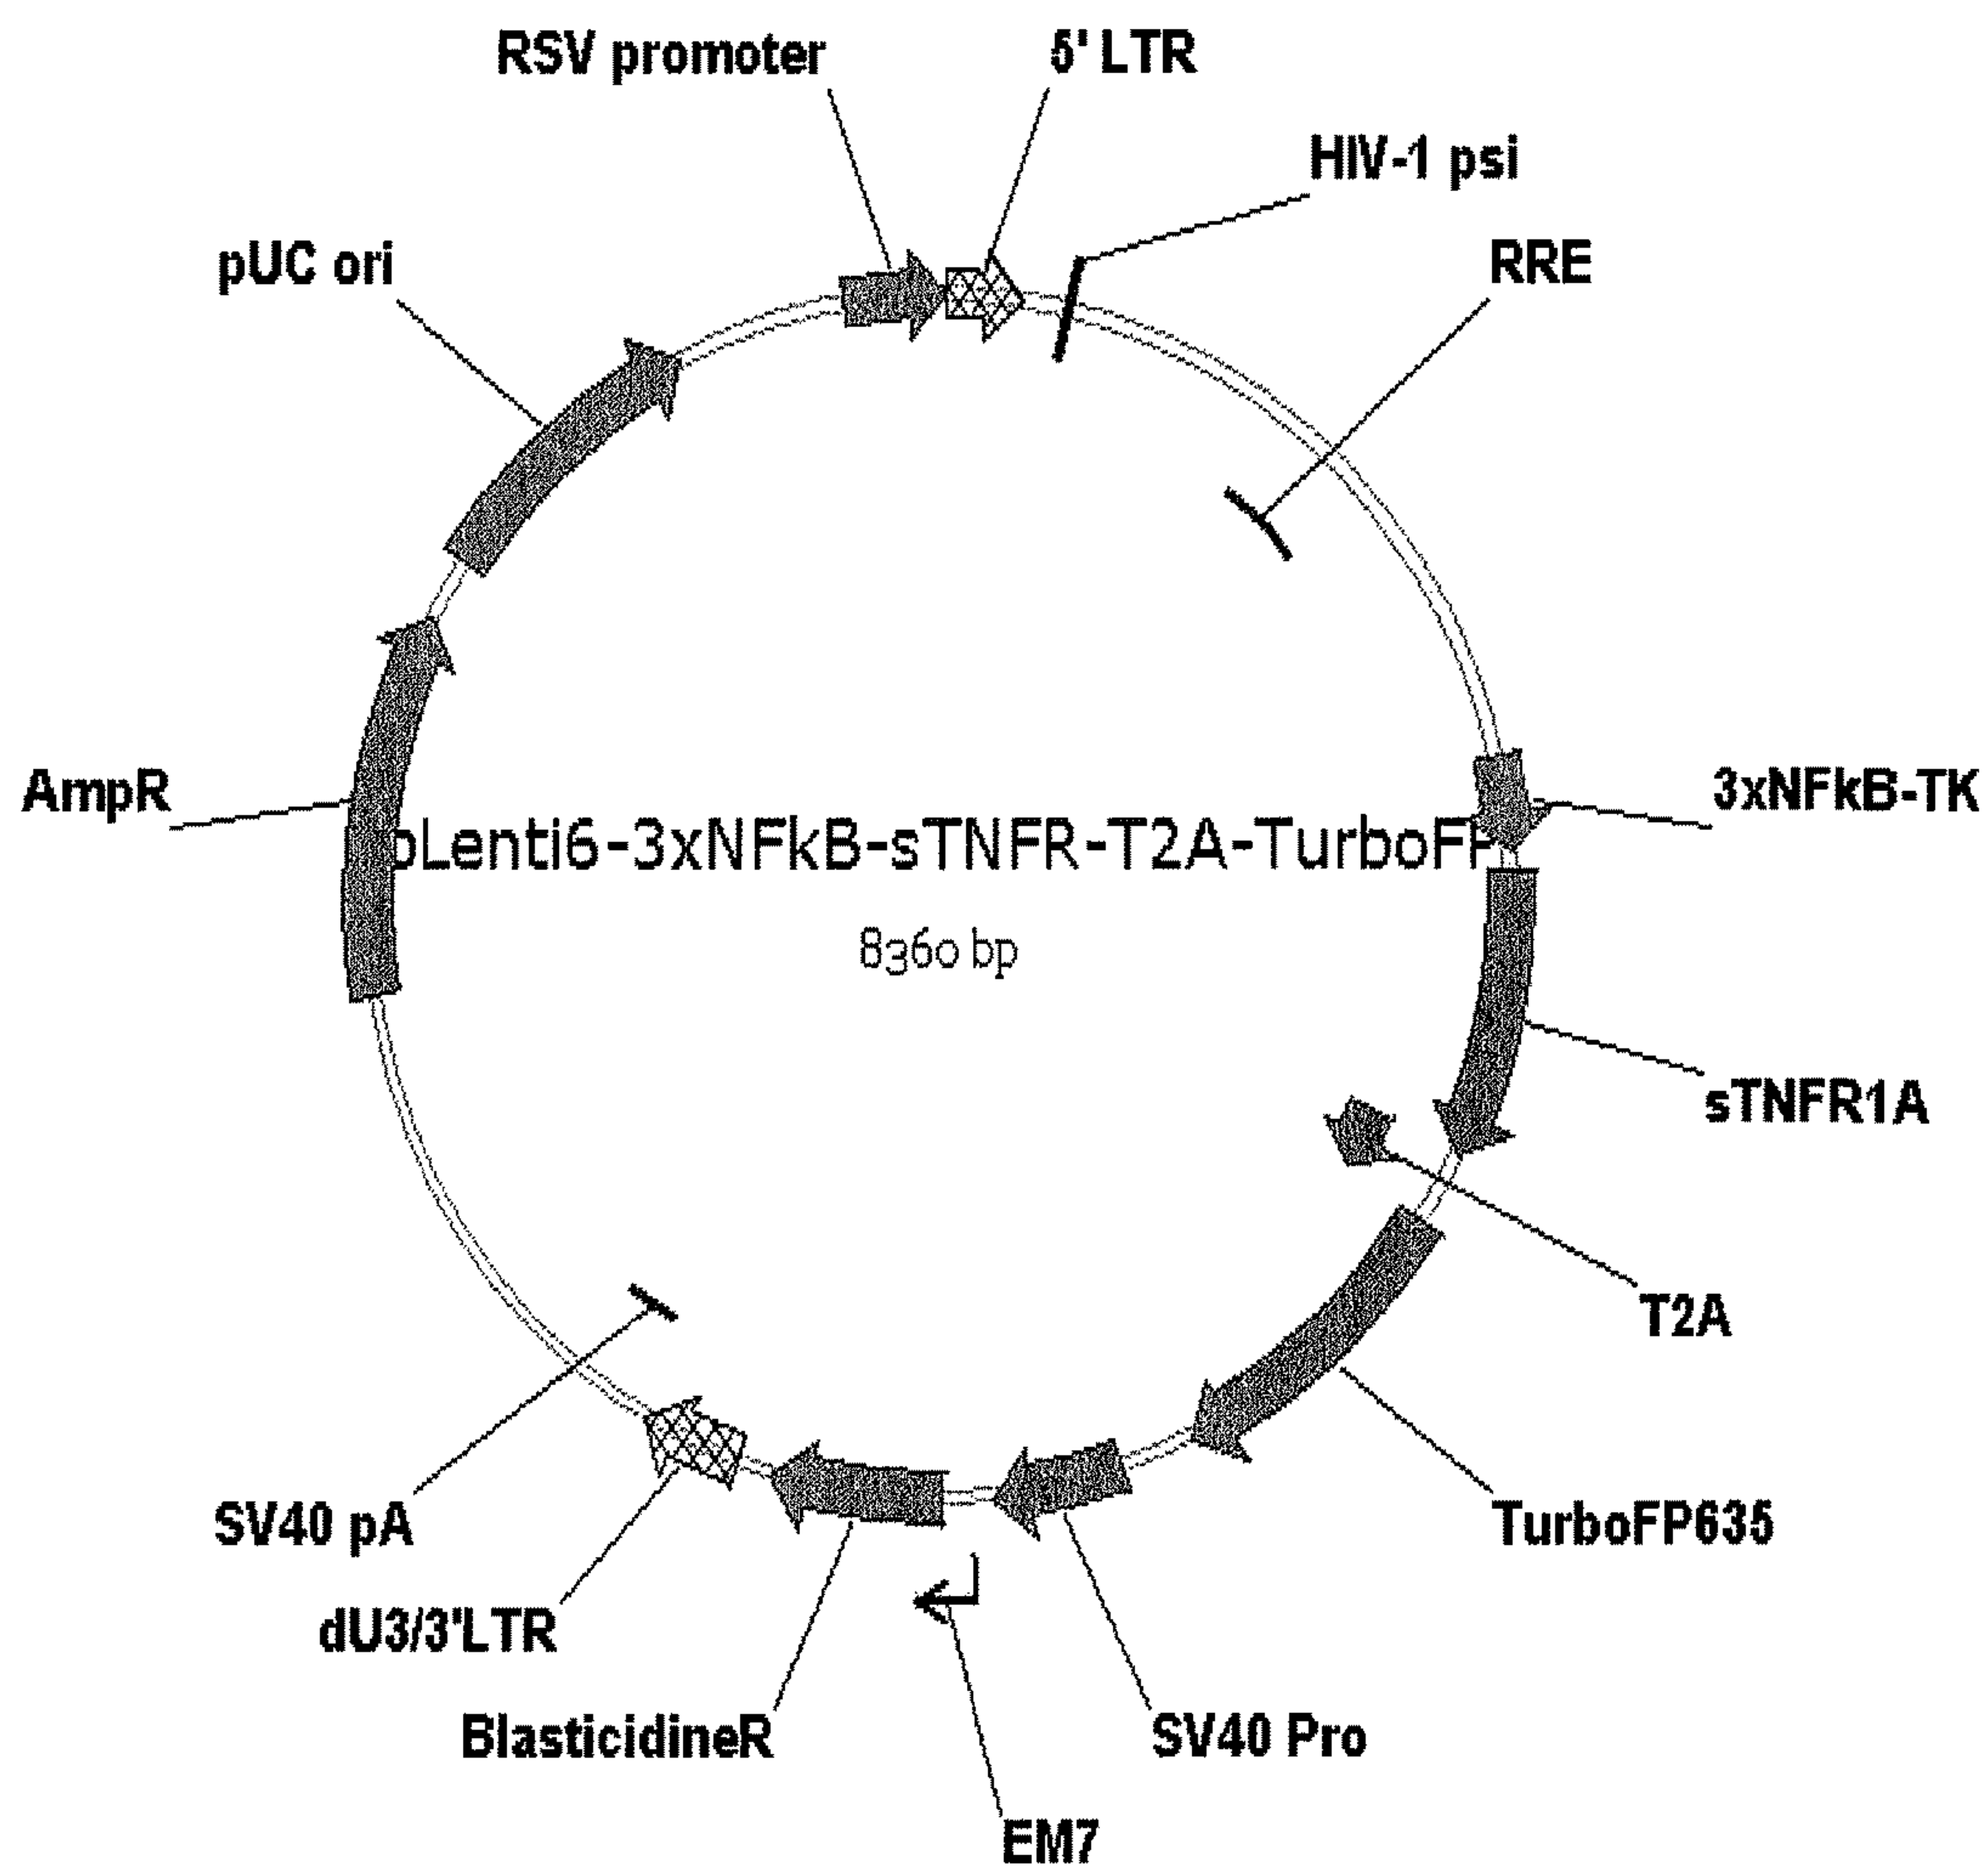 RSV promoter
5' LTR
HIV-1 psi
RRE
pUC ori
AmpR
3xNFkB-TK
pLenti6-3xNFkB-sTNFR-T2A-TurboFP
8360 bp
sTNFR1A
T2A
TurboFP635
SV40 pA
dU3/3'LTR
BlasticidineR
SV40 Pro
EM7